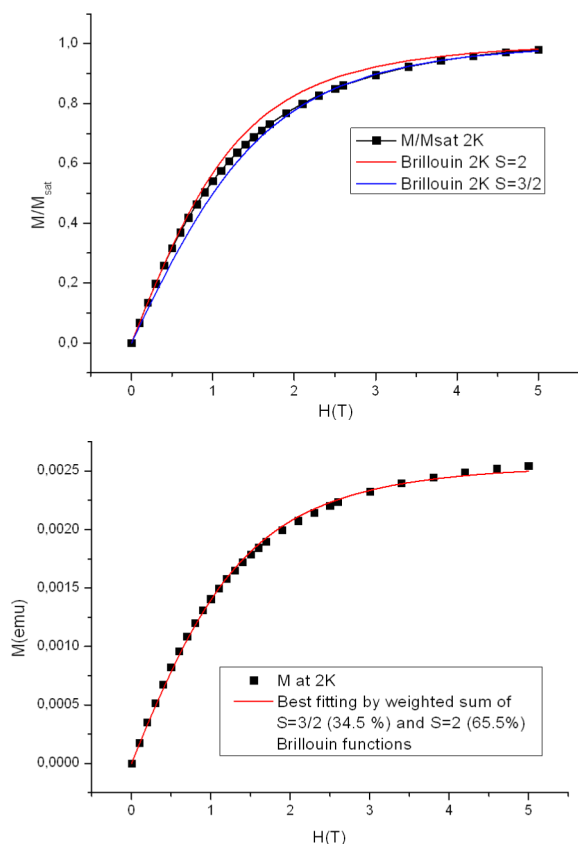 1,0
0,8
0,6
0,4
0,2
0,0
M/Msat
M/Msat 2K
Brillouin 2K S=2
Brillouin 2K S=3/2
0 1 2 3 4 5
H(T)
0,0025
0,0020
0,0015
0,0010
0,0005
0,0000
M(emu)
M at 2K
Best fitting by weighted sum of
S=3/2 (34.5 %) and S=2 (65.5%)
Brillouin functions
0 1 2 3 4 5
H(T)